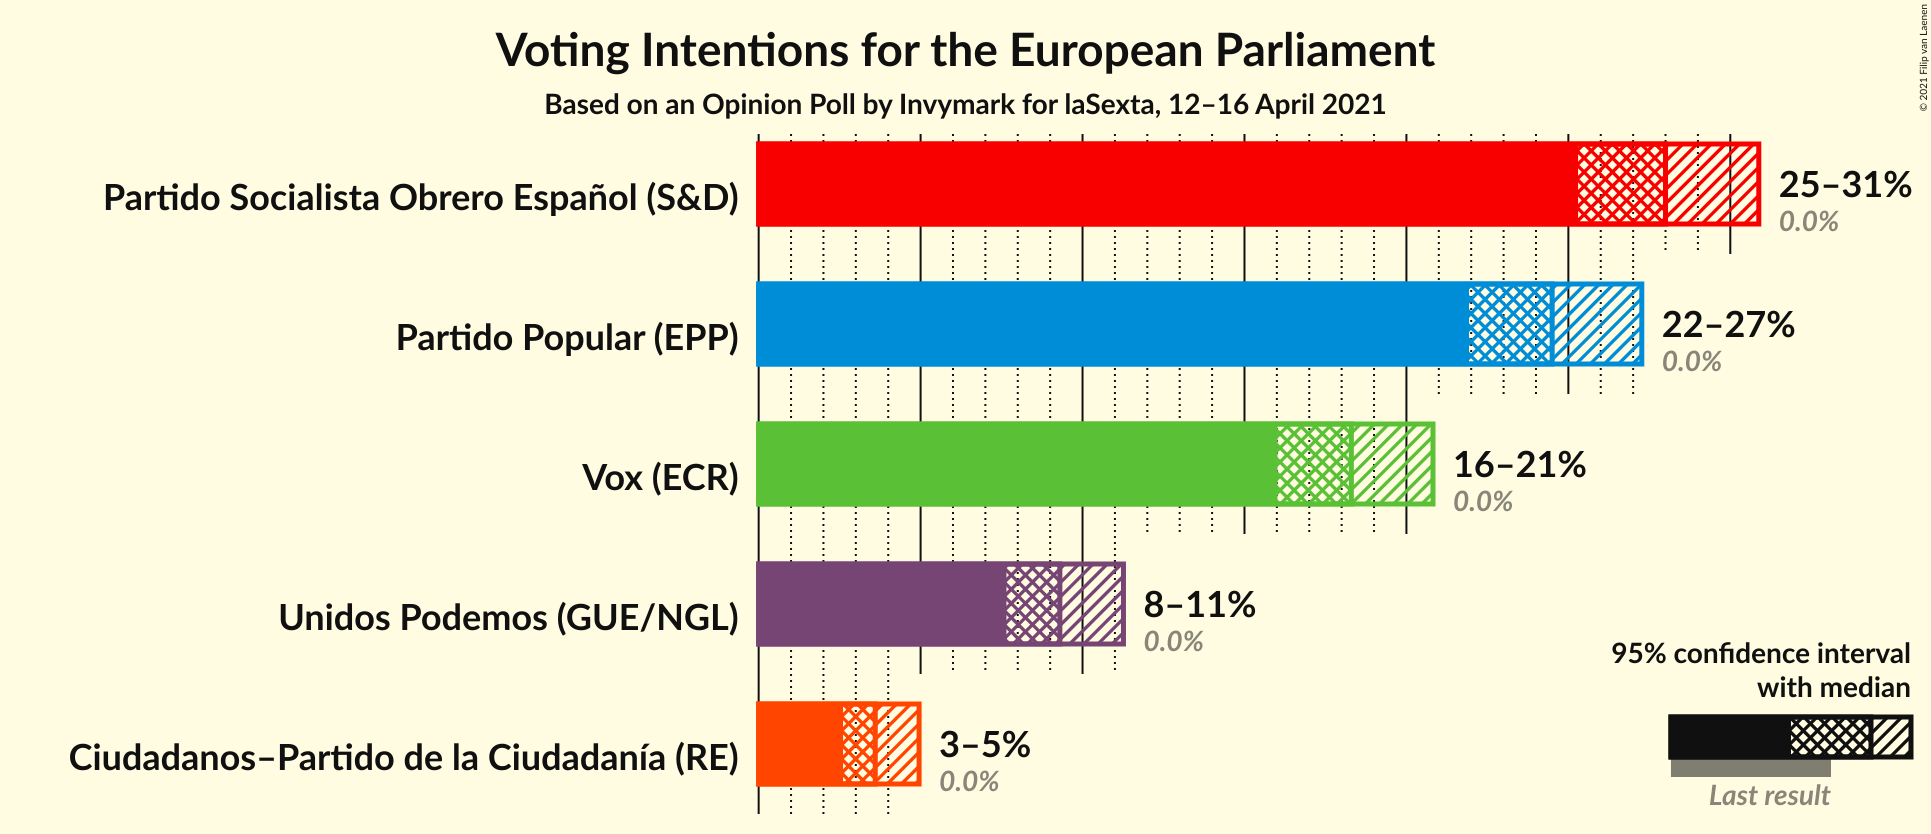 Voting Intentions for the European Parliament
Based on an Opinion Poll by Invymark for laSexta, 12–16 April 2021
© 2021 Filip van Laenen
Partido Socialista Obrero Español (S&D)
25–31%
0.0%
Partido Popular (EPP)
22–27%
0.0%
Vox (ECR)
16–21%
0.0%
Unidos Podemos (GUE/NGL)
8–11%
0.0%
Ciudadanos–Partido de la Ciudadanía (RE)
3–5%
0.0%
95% confidence interval
with median
Last result